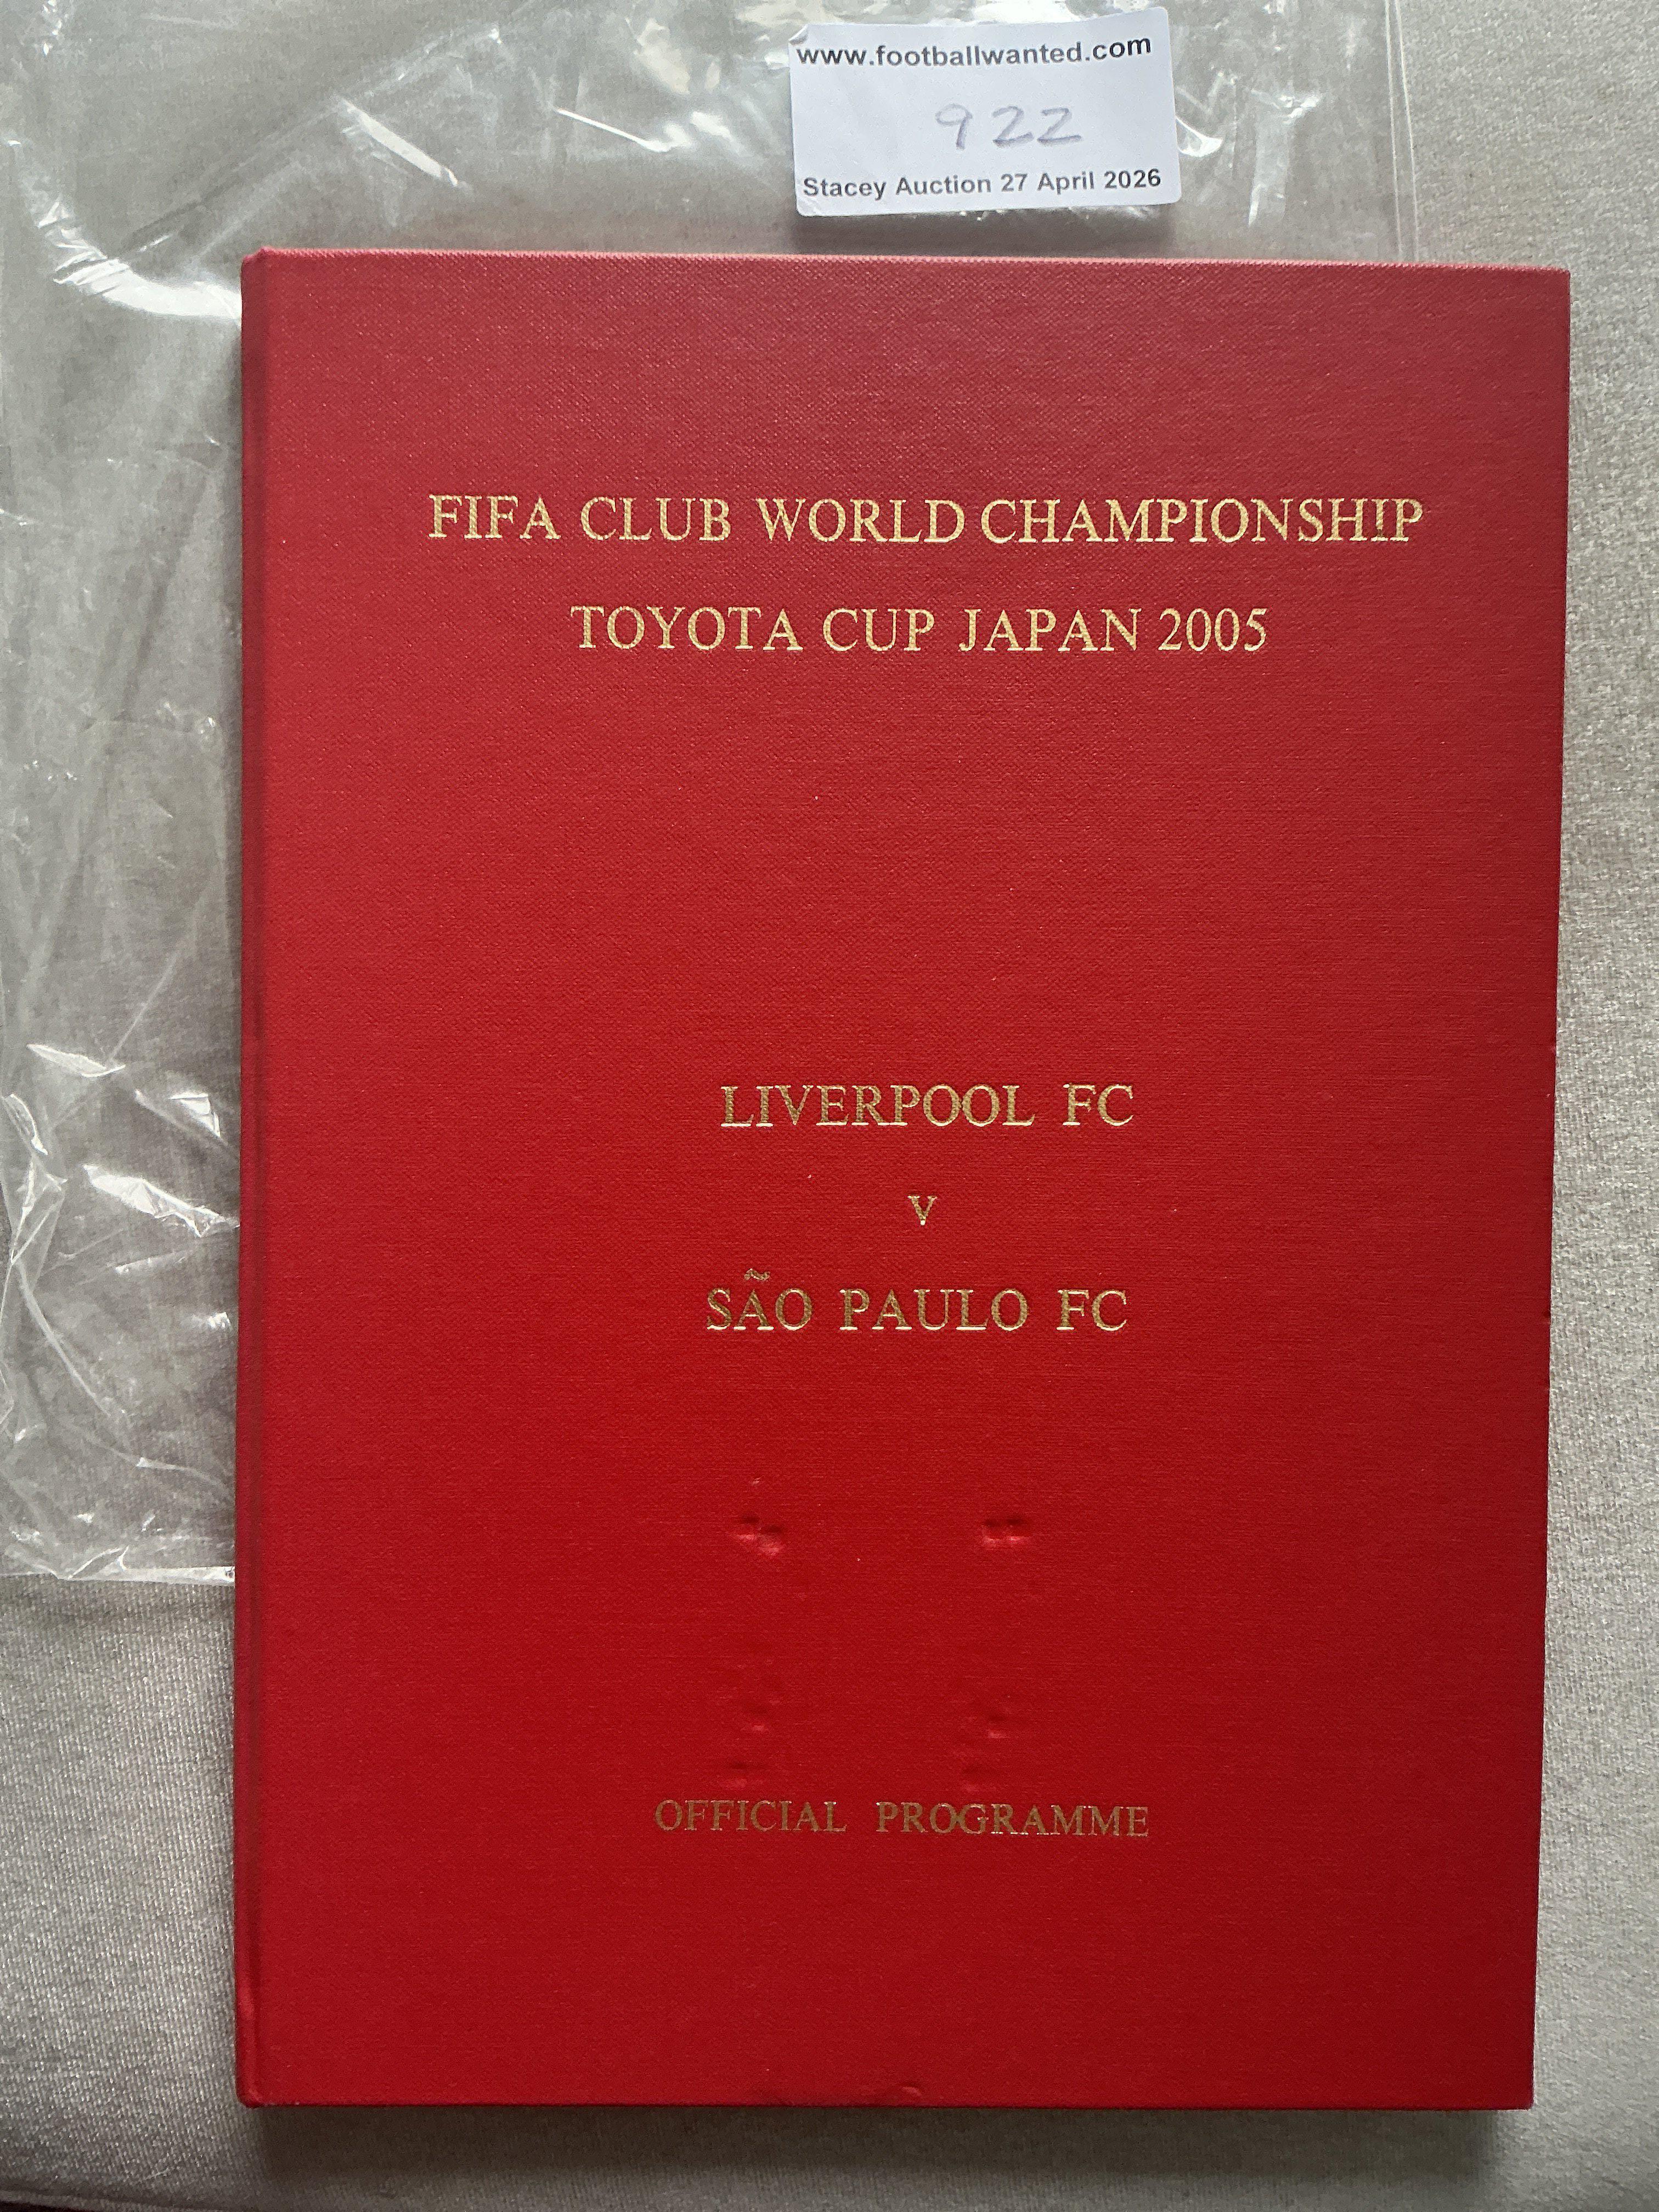 www.footballwanted.com
922
Stacey Auction 27 April 2026
FIFA CLUB WORLD CHAMPIONSHIP
TOYOTA CUP JAPAN 2005
LIVERPOOL FC
V
SÃO PAULO FC
OFFICIAL PROGRAMME